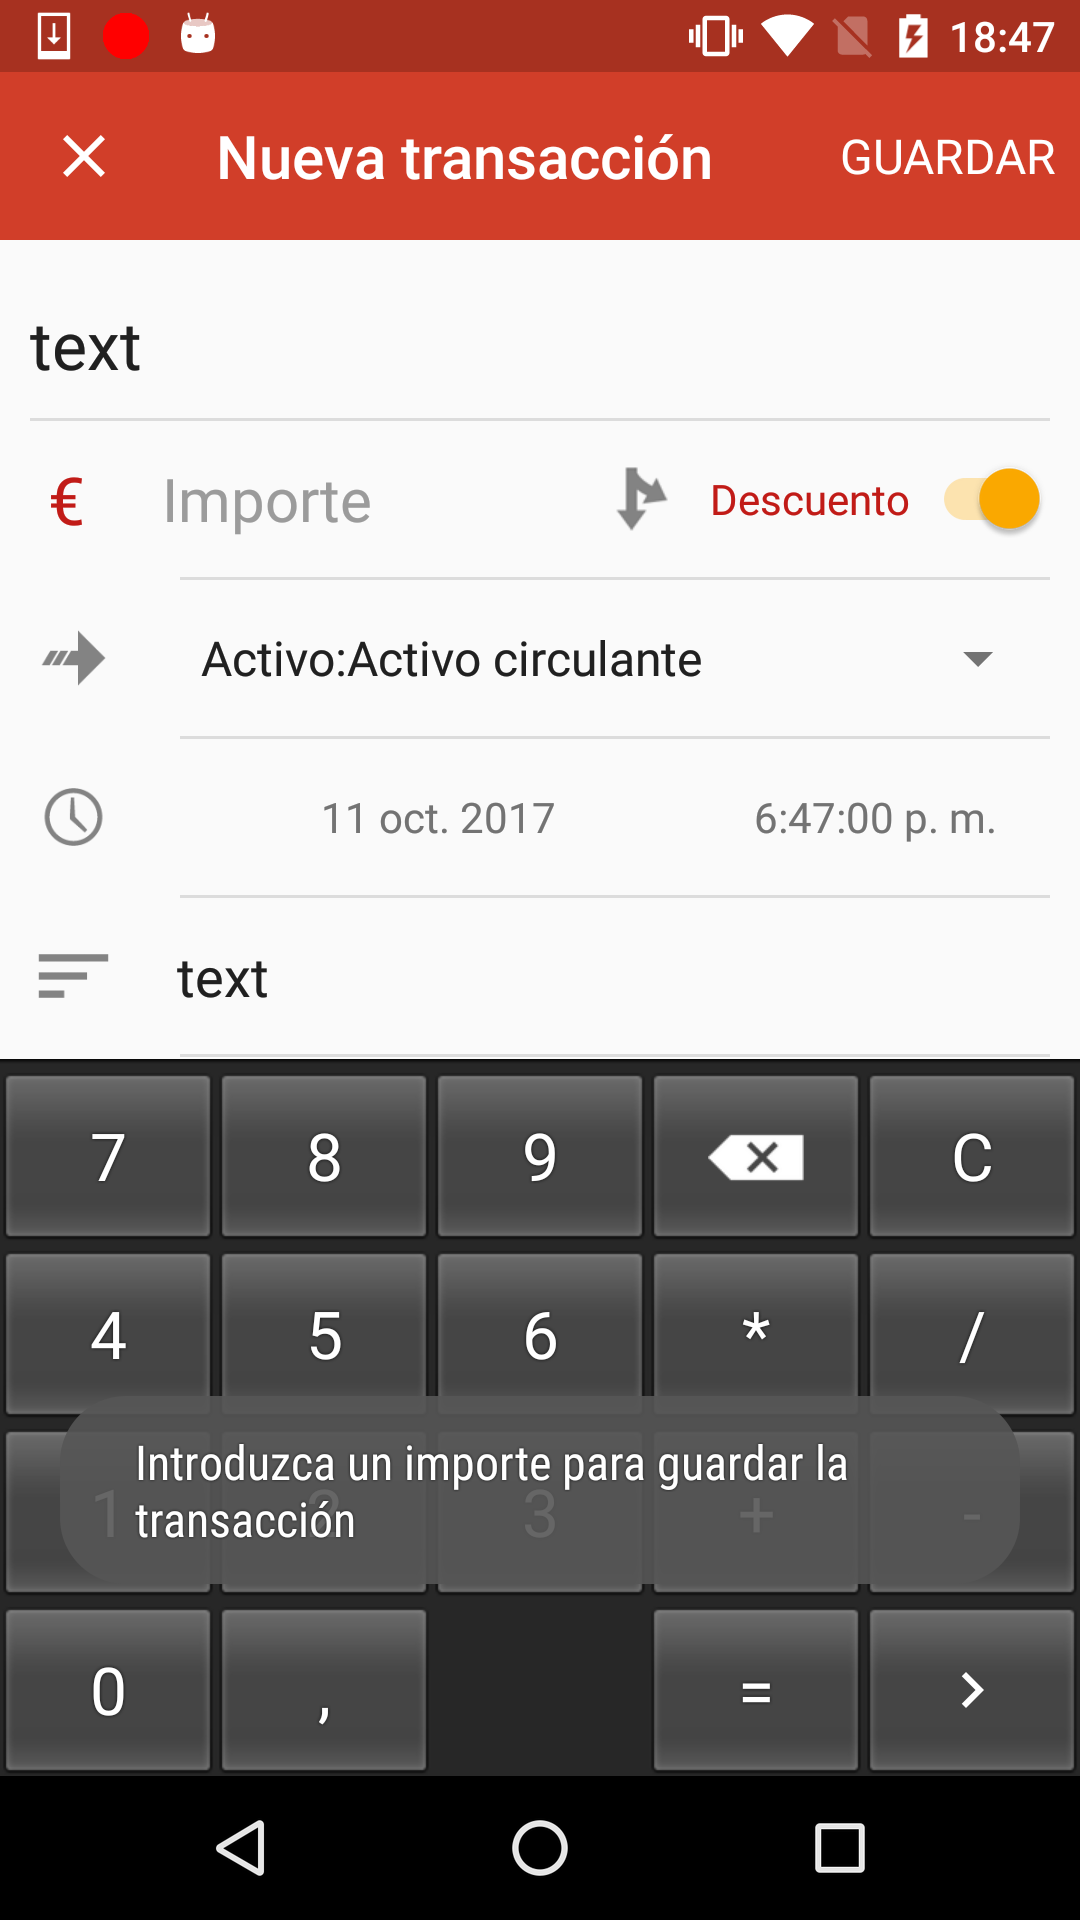 18:47
Nueva transacción GUARDAR
text
€ Importe Descuento
Activo:Activo circulante
11 oct. 2017 6:47:00 p. m.
text
7 8 9 C
4 5 6 * /
Introduzca un importe para guardar la
transacción
1 2 3 + -
0 , = >